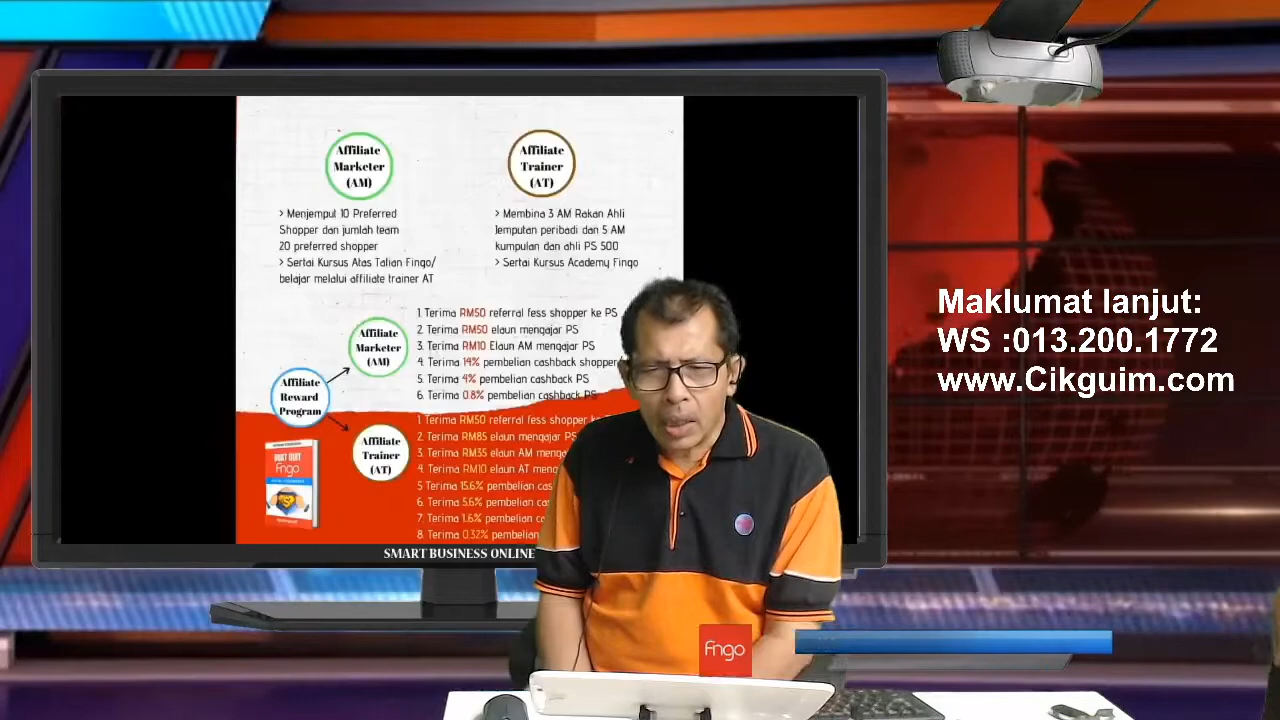 Affiliate
Marketer
(AM)
Affiliate
Trainer
(AT)
> Menjemput 10 Preferred
Shopper dan jumlah team
20 preferred shopper
> Sertai Kursus Atas Talian Finqo/
belajar melalui affiliate trainer AT
> Membina 3 AM Rakan Ahli
Jemputan peribadi dan 5 AM
kumpulan dan ahli PS 500
> Sertai Kursus Academy Finqo
Affiliate
Reward
Program
Affiliate
Marketer
(AM)
1. Terima RM50 referral fess shopper ke PS
2. Terima RM50 elaun mengajar PS
3. Terima RM10 Elaun AM mengajar PS
4. Terima 14% pembelian cashback shopper/
5. Terima 4% pembelian cashback PS
6. Terima 0.8% pembelian cashback PS
Affiliate
Trainer
(AT)
1. Terima RM50 referral fess shopper ke
2. Terima RM85 elaun mengajar PS
3. Terima RM35 elaun AM
4. Terima RM10 elaun AT
5 Terima 15.6% pembelian
6. Terima 5.6% pembelian
7. Terima 1.6% pembelian
8. Terima 0.32% pembelian
fingo
SMART BUSINESS ONLINE
Maklumat lanjut:
WS :013.200.1772
www.Cikguim.com
fingo